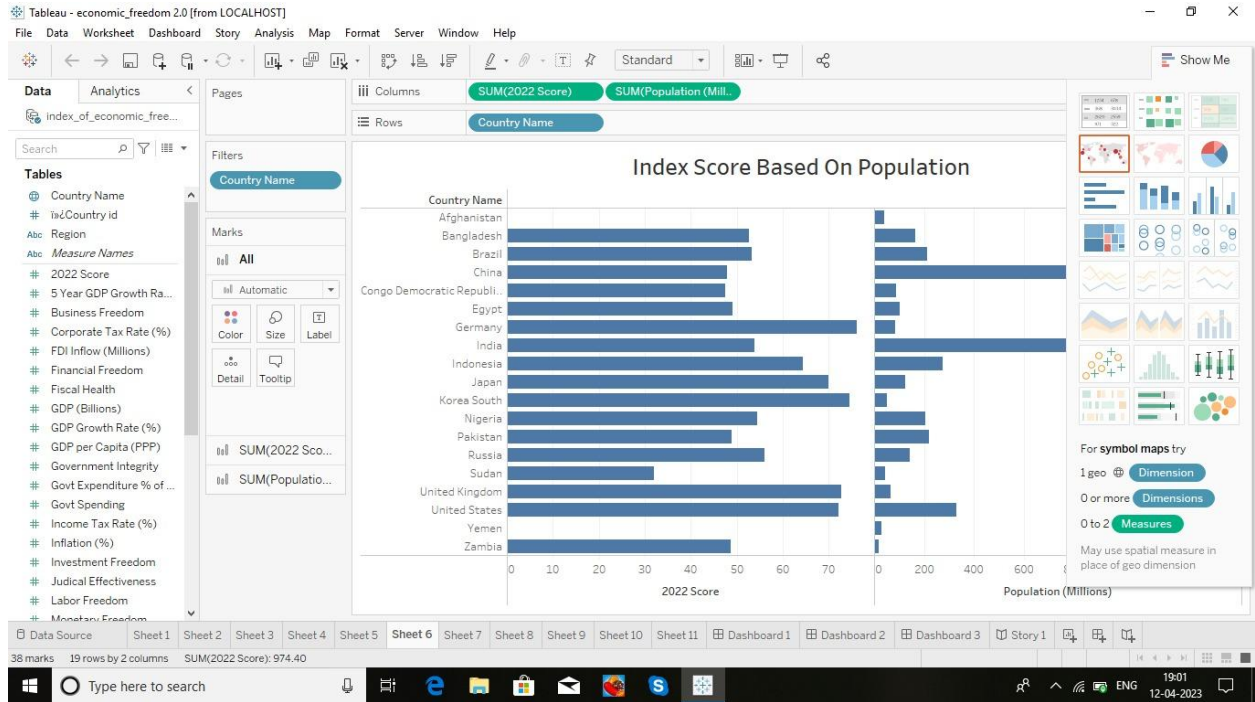 Tableau - economic_freedom 2.0 [from LOCALHOST]
File Data Worksheet Dashboard Story Analysis Map Format Server Window Help
Standard
Show Me
Data Analytics
index_of_economic_free...
Search
Tables
Country Name
ï»¿Country id
Abc Region
Abc Measure Names
2022 Score
5 Year GDP Growth Ra...
Business Freedom
Corporate Tax Rate (%)
FDI Inflow (Millions)
Financial Freedom
Fiscal Health
GDP (Billions)
GDP Growth Rate (%)
GDP per Capita (PPP)
Government Integrity
Govt Expenditure % of ...
Govt Spending
Income Tax Rate (%)
Inflation (%)
Investment Freedom
Judical Effectiveness
Labor Freedom
Monetary Freedom
Pages
Filters
Country Name
Marks
All
Automatic
Color Size Label
Detail Tooltip
SUM(2022 Sco...
SUM(Populatio...
Columns SUM(2022 Score) SUM(Population (Mill..
Rows Country Name
Index Score Based On Population
Country Name
Afghanistan
Bangladesh
Brazil
China
Congo Democratic Republi..
Egypt
Germany
India
Indonesia
Japan
Korea South
Nigeria
Pakistan
Russia
Sudan
United Kingdom
United States
Yemen
Zambia
0 10 20 30 40 50 60 70 0 200 400 600
2022 Score Population (Millions)
For symbol maps try
1 geo Dimension
0 or more Dimensions
0 to 2 Measures
May use spatial measure in
place of geo dimension
Data Source Sheet 1 Sheet 2 Sheet 3 Sheet 4 Sheet 5 Sheet 6 Sheet 7 Sheet 8 Sheet 9 Sheet 10 Sheet 11 Dashboard 1 Dashboard 2 Dashboard 3 Story 1
38 marks 19 rows by 2 columns SUM(2022 Score): 974.40
Type here to search
ENG
19:01
12-04-2023